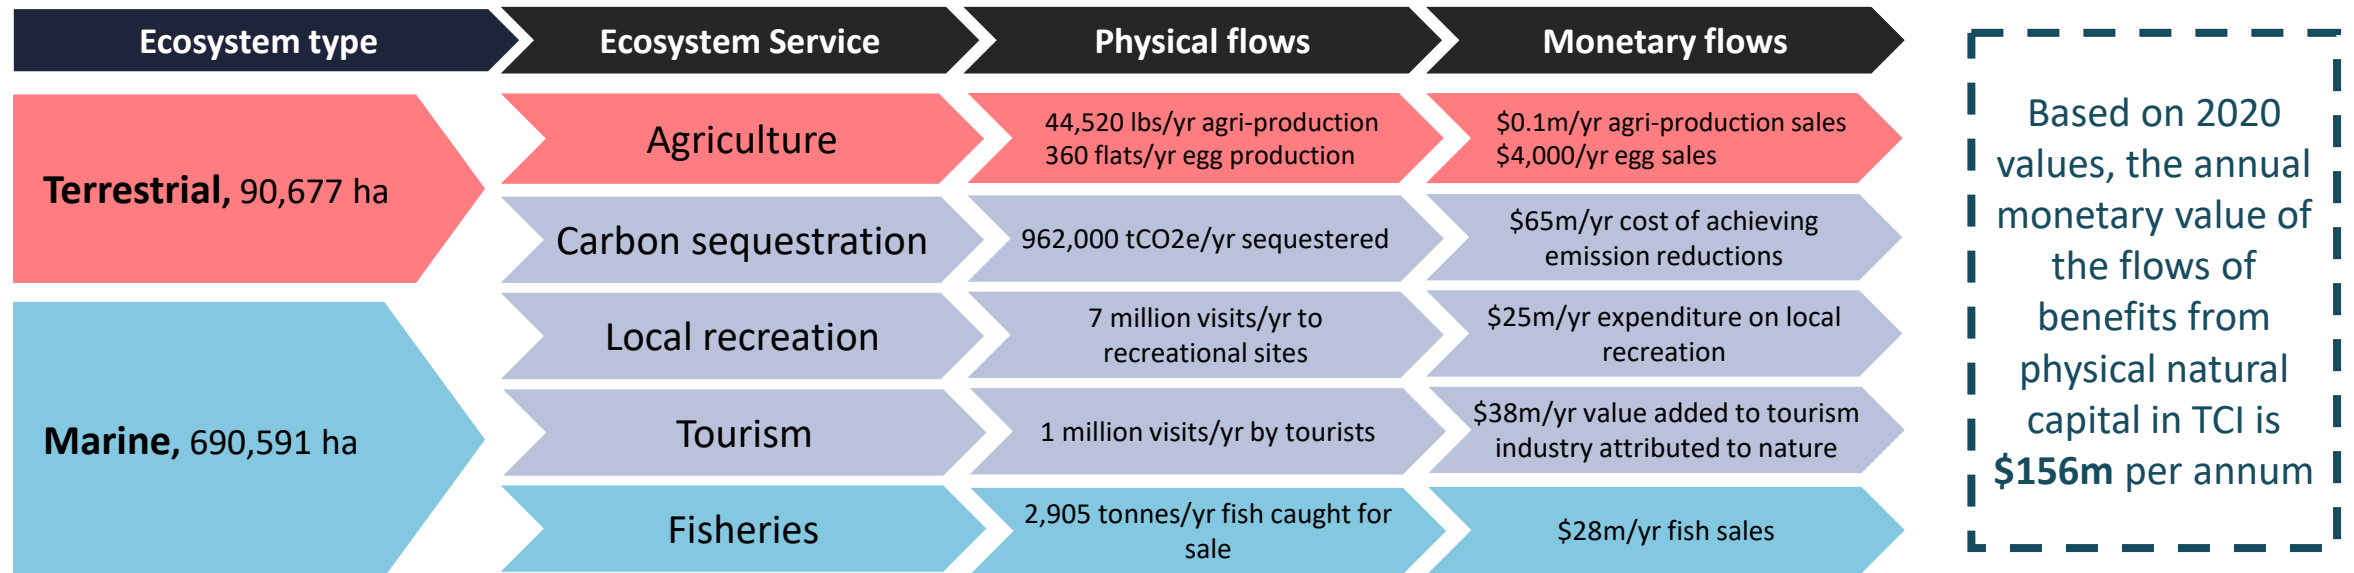 Ecosystem type
Ecosystem Service
Physical flows
Monetary flows
Terrestrial, 90,677 ha
Agriculture
44,520 lbs/yr agri-production
360 flats/yr egg production
$0.1m/yr agri-production sales
$4,000/yr egg sales
Carbon sequestration
962,000 tCO2e/yr sequestered
$65m/yr cost of achieving
emission reductions
Local recreation
7 million visits/yr to
recreational sites
$25m/yr expenditure on local
recreation
Marine, 690,591 ha
Tourism
1 million visits/yr by tourists
$38m/yr value added to tourism
industry attributed to nature
Fisheries
2,905 tonnes/yr fish caught for
sale
$28m/yr fish sales
Based on 2020
values, the annual
monetary value of
the flows of
benefits from
physical natural
capital in TCI is
$156m per annum